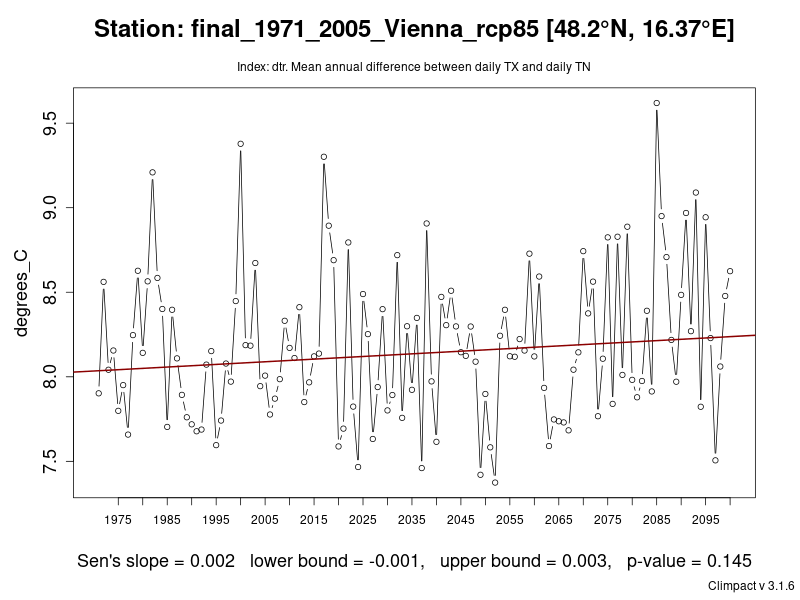 Station: final_1971_2005_Vienna_rcp85 [48.2°N, 16.37°E]
Index: dtr. Mean annual difference between daily TX and daily TN
degrees_C
9.5
9.0
8.5
8.0
7.5
1975 1985 1995 2005 2015 2025 2035 2045 2055 2065 2075 2085 2095
Sen's slope = 0.002 lower bound = -0.001, upper bound = 0.003, p-value = 0.145
Climpact v 3.1.6